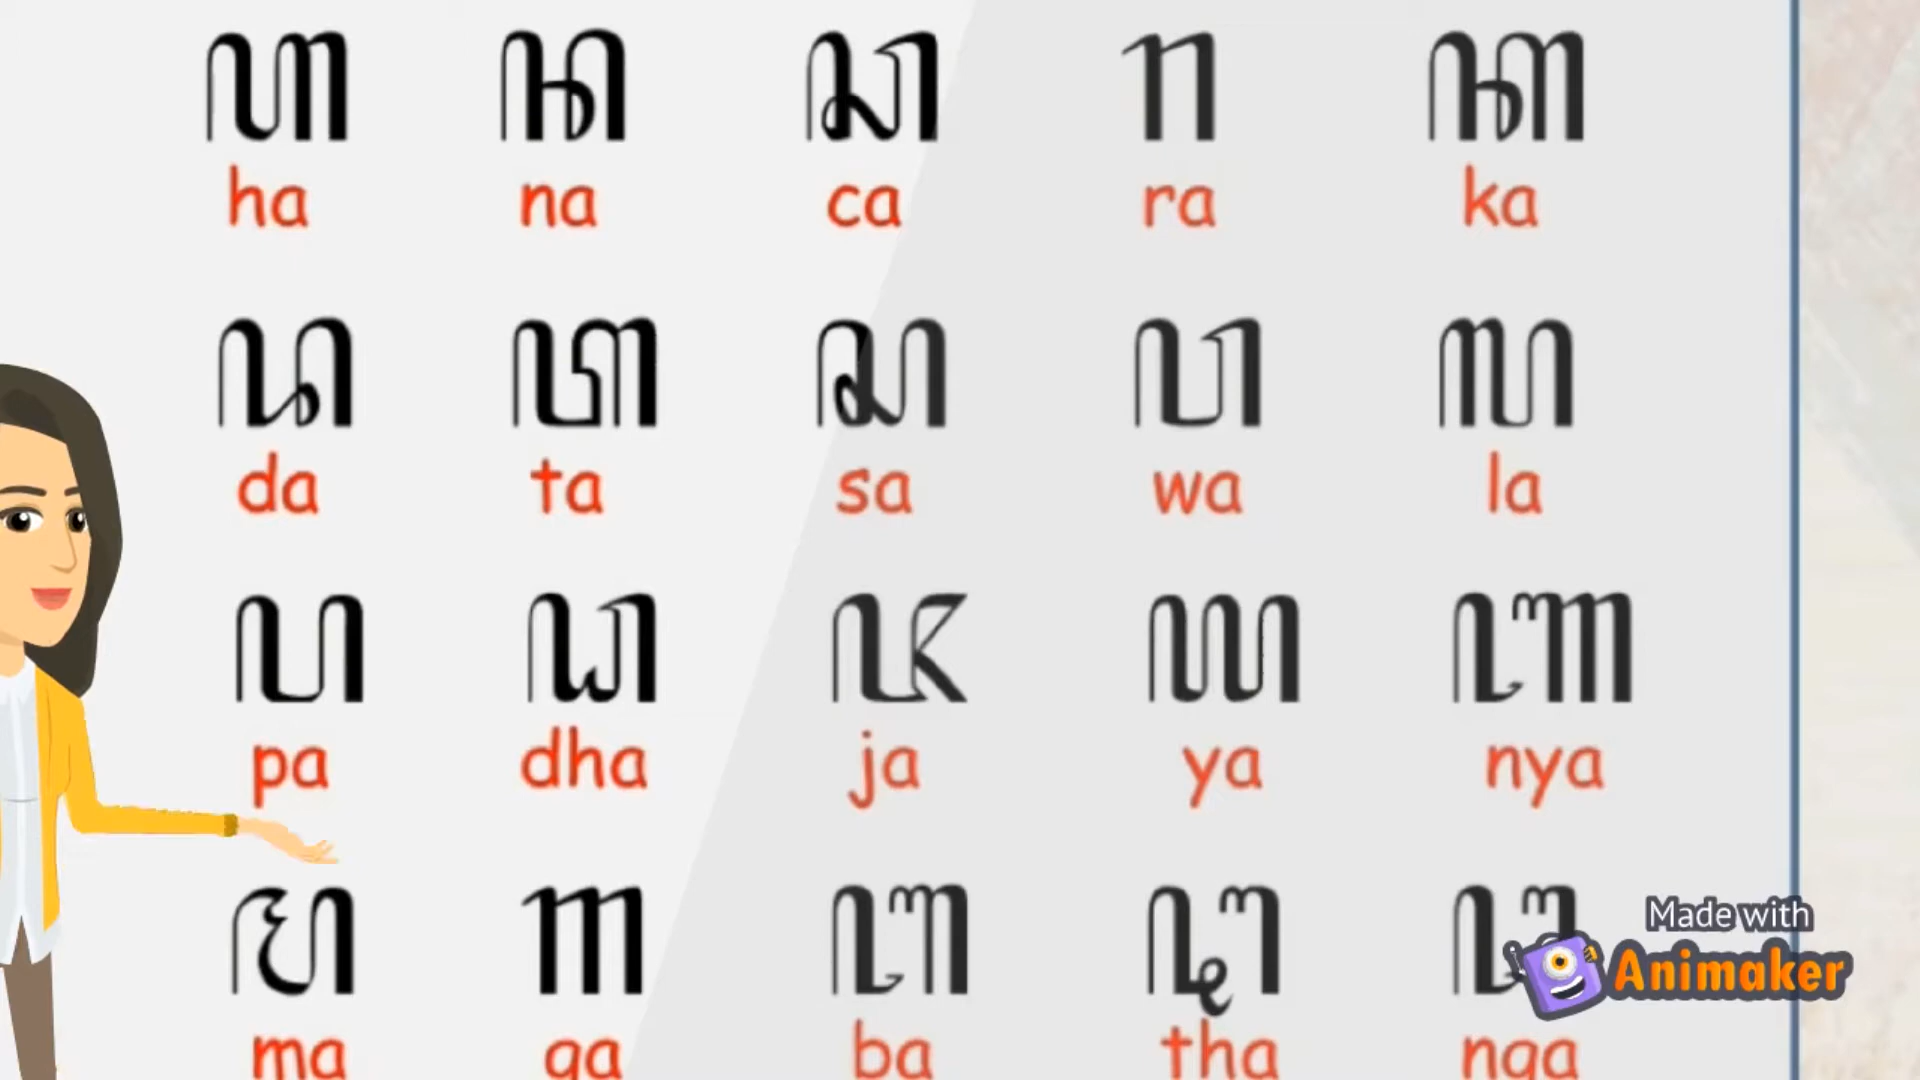 ꦲ ꦤ ꦕ ꦫ ꦏ
ha na ca ra ka
ꦢ ꦠ ꦱ ꦮ ꦭ
da ta sa wa la
ꦥ ꦝ ꦗ ꦪ ꦚ
pa dha ja ya nya
ꦩ ꦒ ꦧ ꦛ ꦔ
ma ga ba tha nga
Made with
Animaker